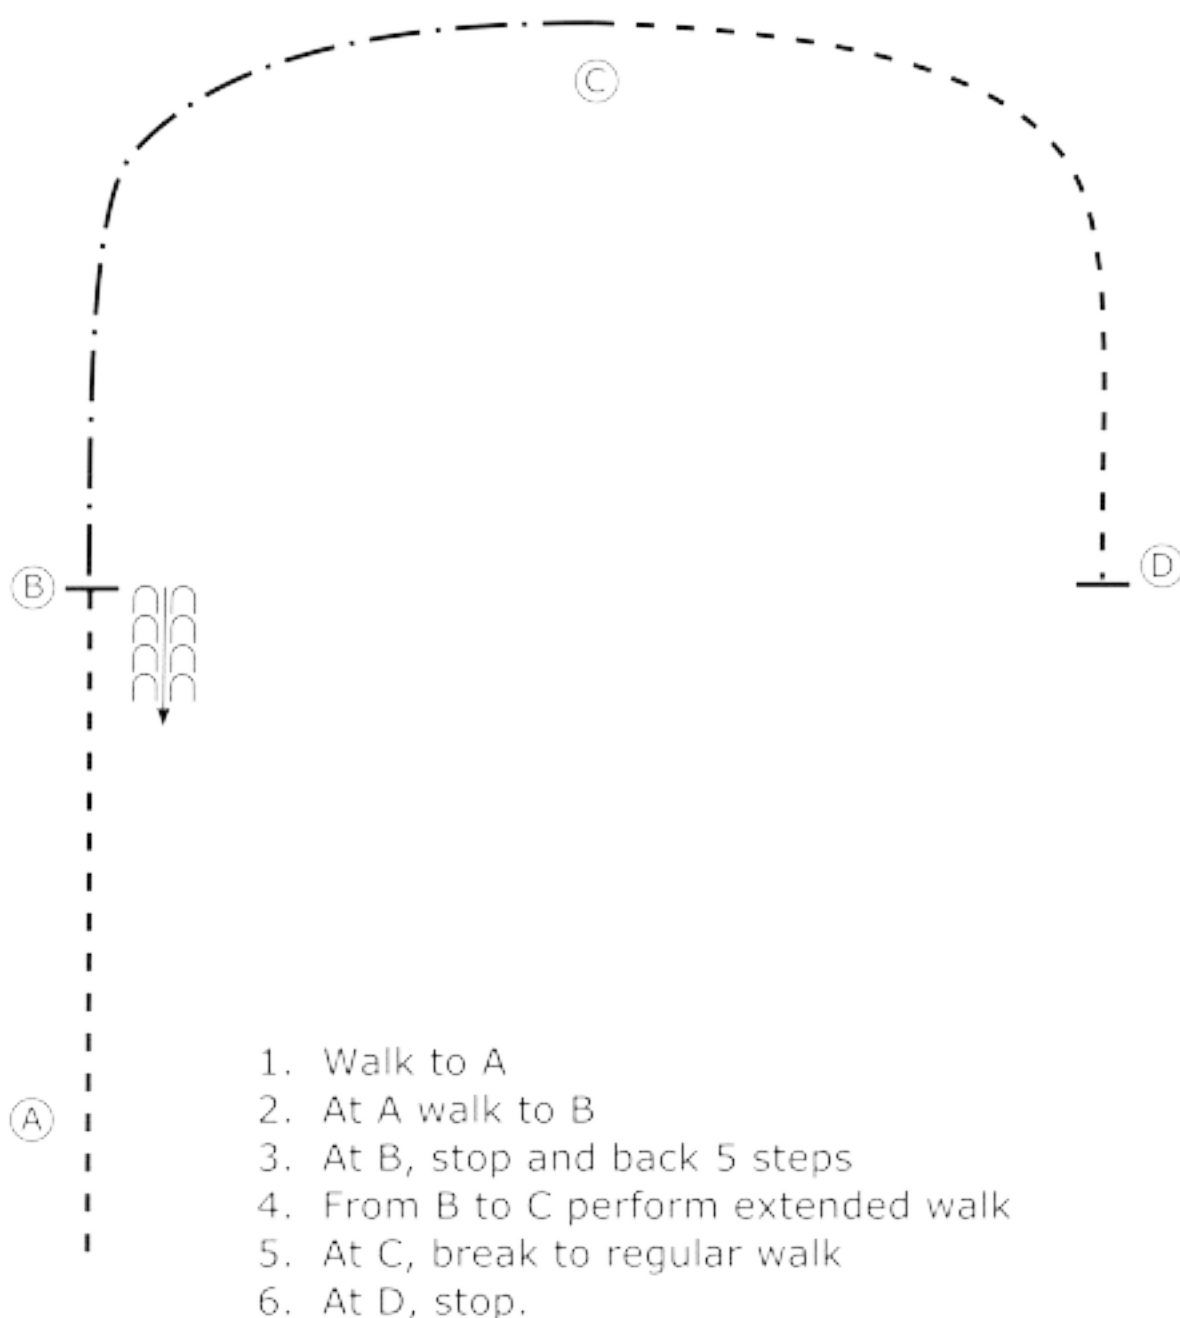 C
B
D
A
1. Walk to A
2. At A walk to B
3. At B, stop and back 5 steps
4. From B to C perform extended walk
5. At C, break to regular walk
6. At D, stop.